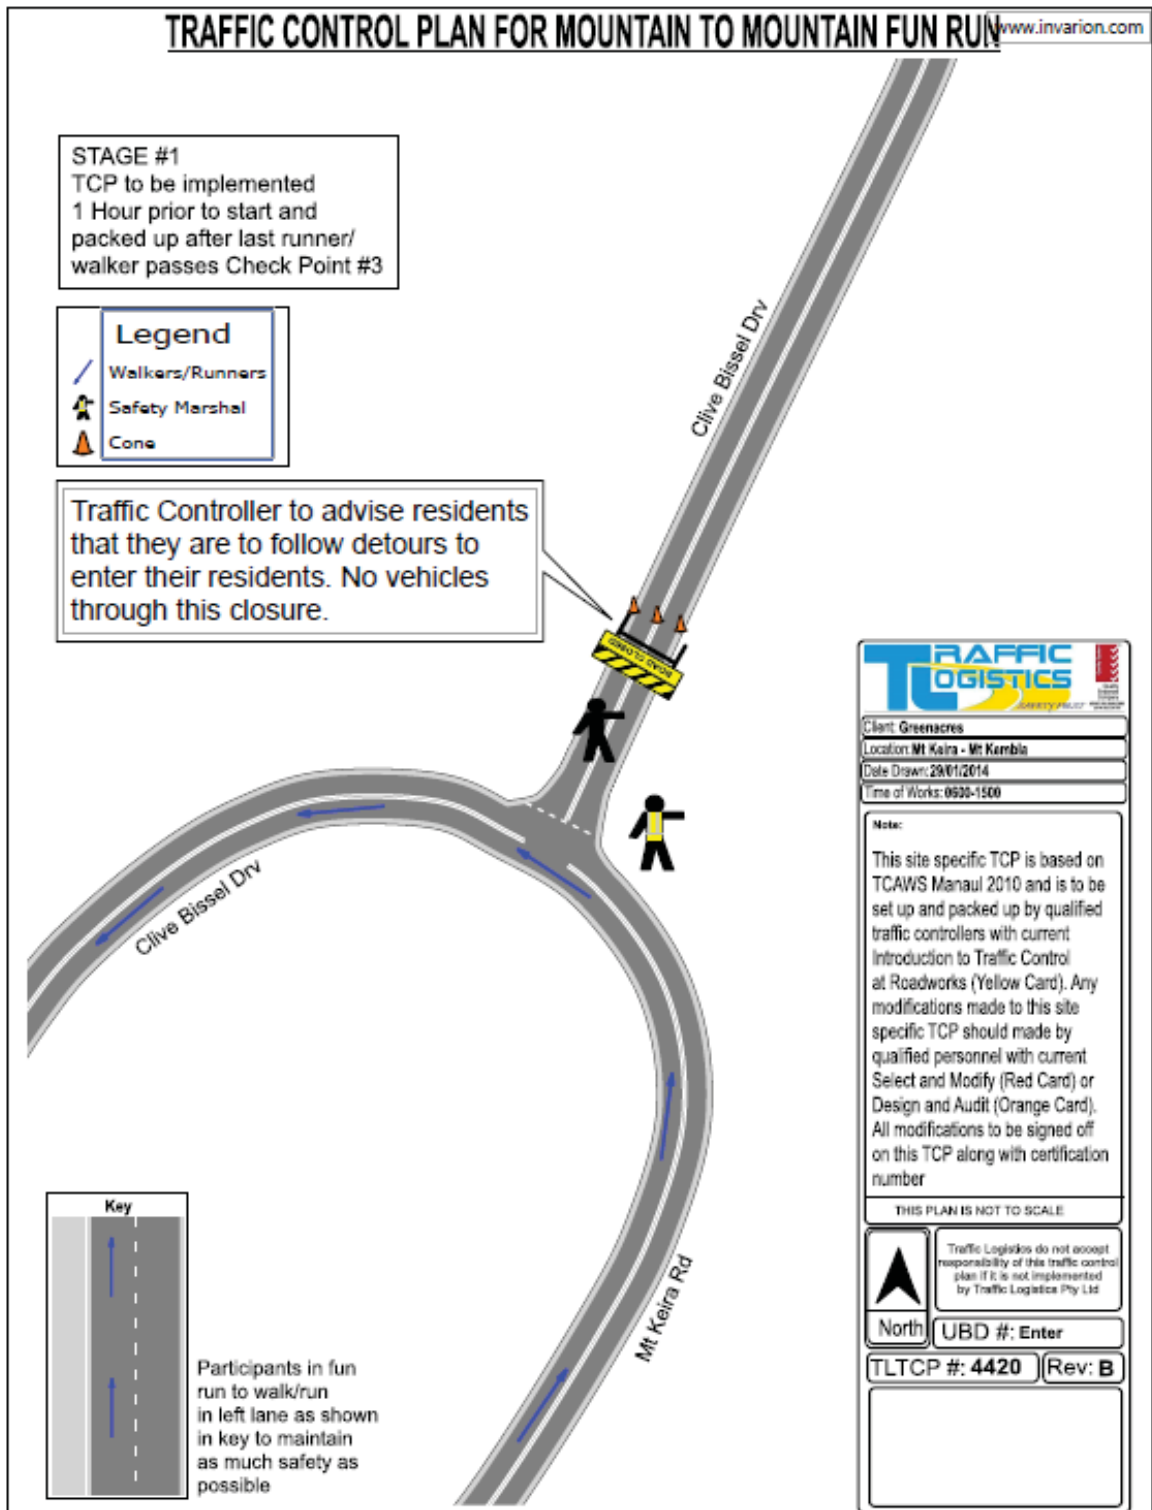 TRAFFIC CONTROL PLAN FOR MOUNTAIN TO MOUNTAIN FUN RUN
www.invarion.com
STAGE #1
TCP to be implemented
1 Hour prior to start and
packed up after last runner/
walker passes Check Point #3
Legend
Walkers/Runners
Safety Marshal
Cone
Clive Bissel Drv
Traffic Controller to advise residents
that they are to follow detours to
enter their residents. No vehicles
through this closure.
ROAD CLOSED
Clive Bissel Drv
Mt Keira Rd
Key
Participants in fun
run to walk/run
in left lane as shown
in key to maintain
as much safety as
possible
TRAFFIC
LOGISTICS
SAFETY FIRST
Client: Greenacres
Location: Mt Keira - Mt Kembla
Date Drawn: 29/01/2014
Time of Works: 0600-1500
Note:
This site specific TCP is based on
TCAWS Manaul 2010 and is to be
set up and packed up by qualified
traffic controllers with current
Introduction to Traffic Control
at Roadworks (Yellow Card). Any
modifications made to this site
specific TCP should made by
qualified personnel with current
Select and Modify (Red Card) or
Design and Audit (Orange Card).
All modifications to be signed off
on this TCP along with certification
number
THIS PLAN IS NOT TO SCALE
North
Traffic Logistics do not accept
responsibility of this traffic control
plan if it is not implemented
by Traffic Logistics Pty Ltd
UBD #: Enter
TLTCP #: 4420
Rev: B